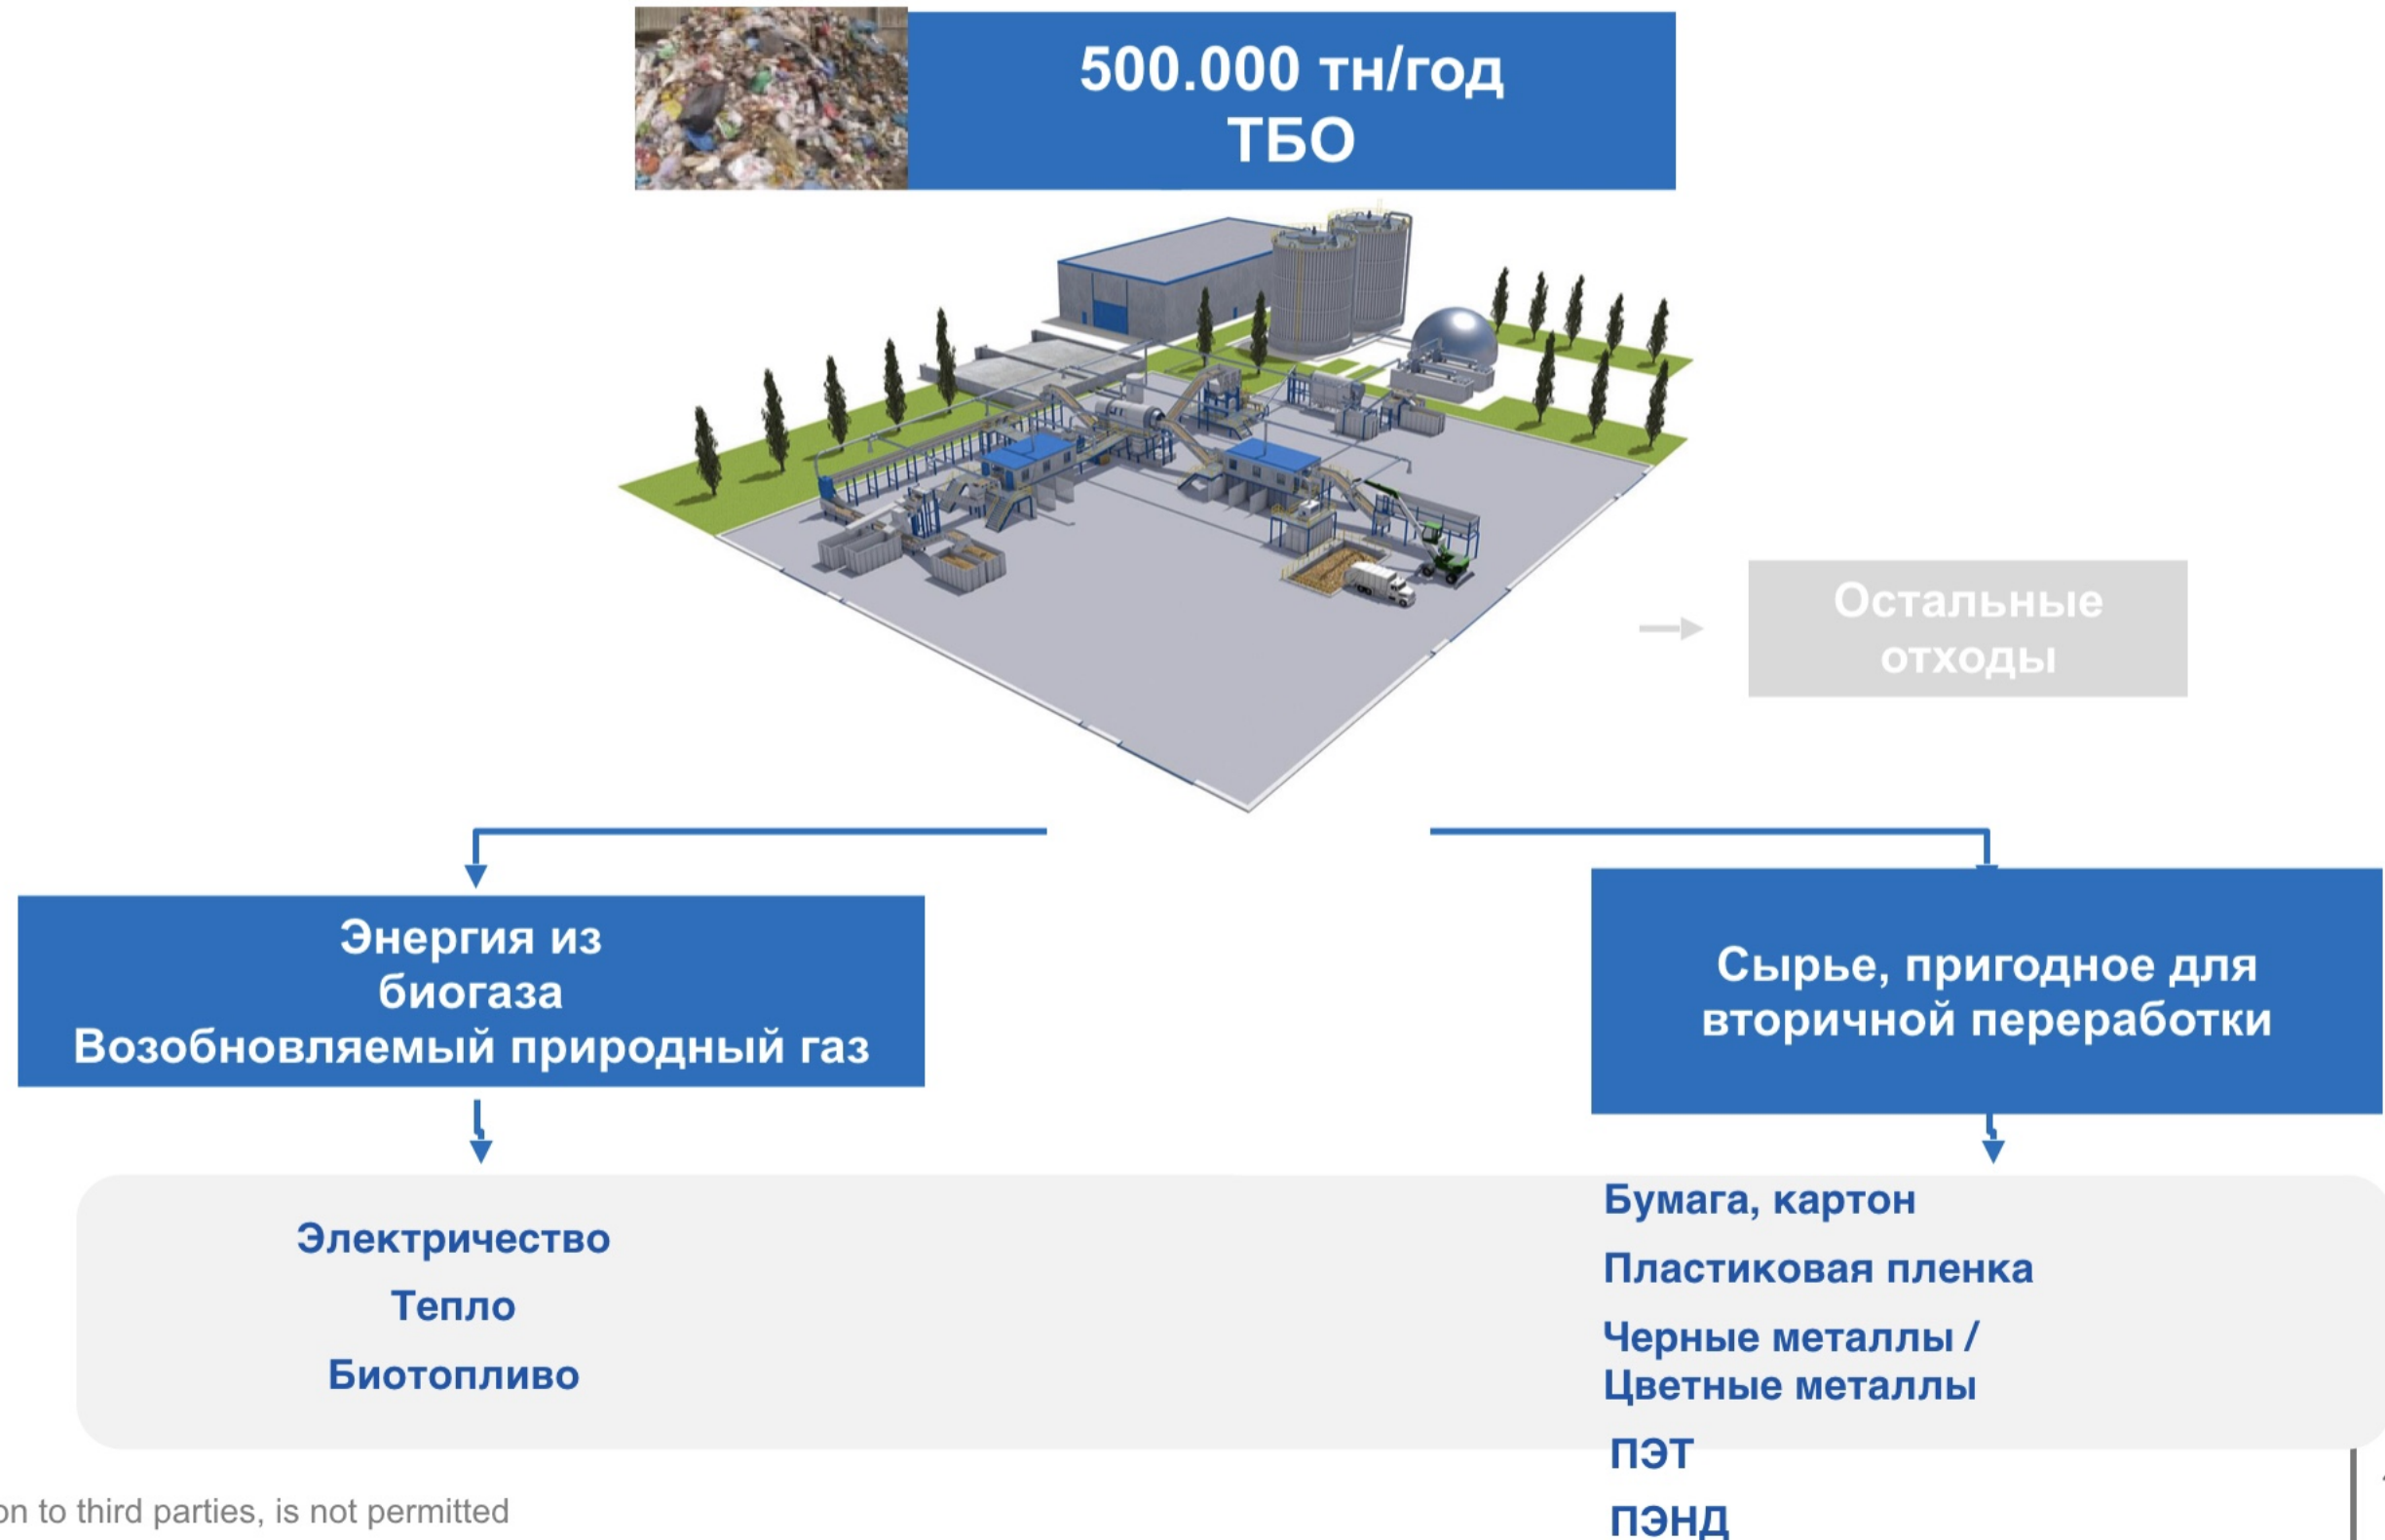 500.000 тн/год
ТБО
Остальные
отходы
Энергия из
биогаза
Возобновляемый природный газ
Сырье, пригодное для
вторичной переработки
Электричество
Тепло
Биотопливо
Бумага, картон
Пластиковая пленка
Черные металлы /
Цветные металлы
ПЭТ
ПЭНД
to third parties, is not permitted